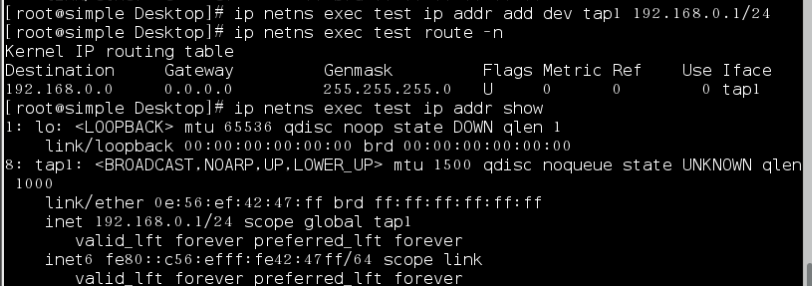 [root@simple Desktop]# ip netns exec test ip addr add dev tap1 192.168.0.1/24
[root@simple Desktop]# ip netns exec test route -n
Kernel IP routing table
Destination     Gateway         Genmask         Flags Metric Ref    Use Iface
192.168.0.0     0.0.0.0         255.255.255.0   U     0      0        0 tap1
[root@simple Desktop]# ip netns exec test ip addr show
1: lo: <LOOPBACK> mtu 65536 qdisc noop state DOWN qlen 1
    link/loopback 00:00:00:00:00:00 brd 00:00:00:00:00:00
8: tap1: <BROADCAST,NOARP,UP,LOWER_UP> mtu 1500 qdisc noqueue state UNKNOWN qlen
 1000
    link/ether 0e:56:ef:42:47:ff brd ff:ff:ff:ff:ff:ff
    inet 192.168.0.1/24 scope global tap1
       valid_lft forever preferred_lft forever
    inet6 fe80::c56:efff:fe42:47ff/64 scope link
       valid_lft forever preferred_lft forever